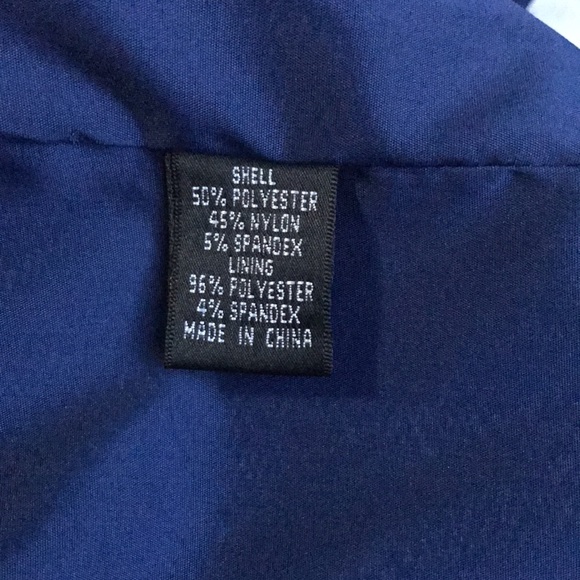 SHELL
50% POLYESTER
45% NYLON
5% SPANDEX
LINING
96% POLYESTER
4% SPANDEX
MADE IN CHINA